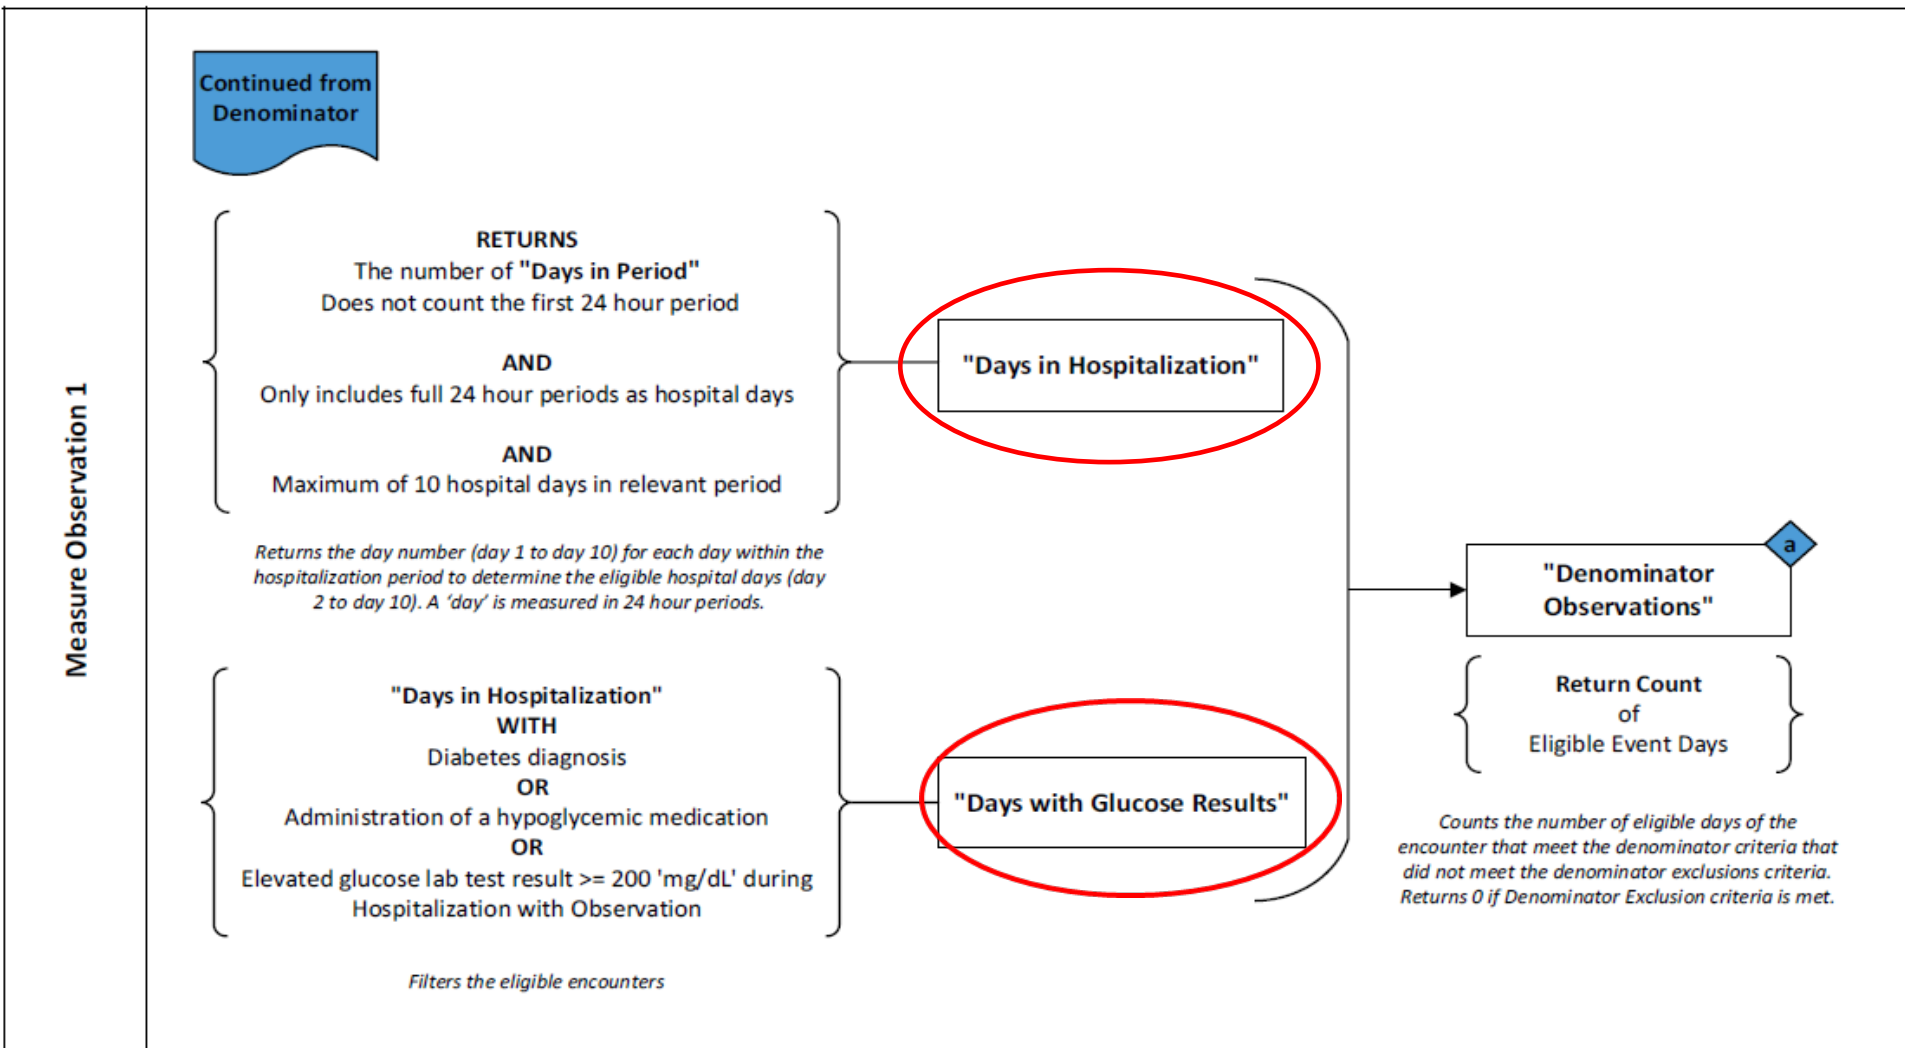 Measure Observation 1
Continued from
Denominator
RETURNS
The number of "Days in Period"
Does not count the first 24 hour period
AND
Only includes full 24 hour periods as hospital days
AND
Maximum of 10 hospital days in relevant period
Returns the day number (day 1 to day 10) for each day within the
hospitalization period to determine the eligible hospital days (day
2 to day 10). A ‘day’ is measured in 24 hour periods.
"Days in Hospitalization"
"Days in Hospitalization"
WITH
Diabetes diagnosis
OR
Administration of a hypoglycemic medication
OR
Elevated glucose lab test result >= 200 'mg/dL' during
Hospitalization with Observation
Filters the eligible encounters
"Days with Glucose Results"
a
"Denominator
Observations"
Return Count
of
Eligible Event Days
Counts the number of eligible days of the
encounter that meet the denominator criteria that
did not meet the denominator exclusions criteria.
Returns 0 if Denominator Exclusion criteria is met.